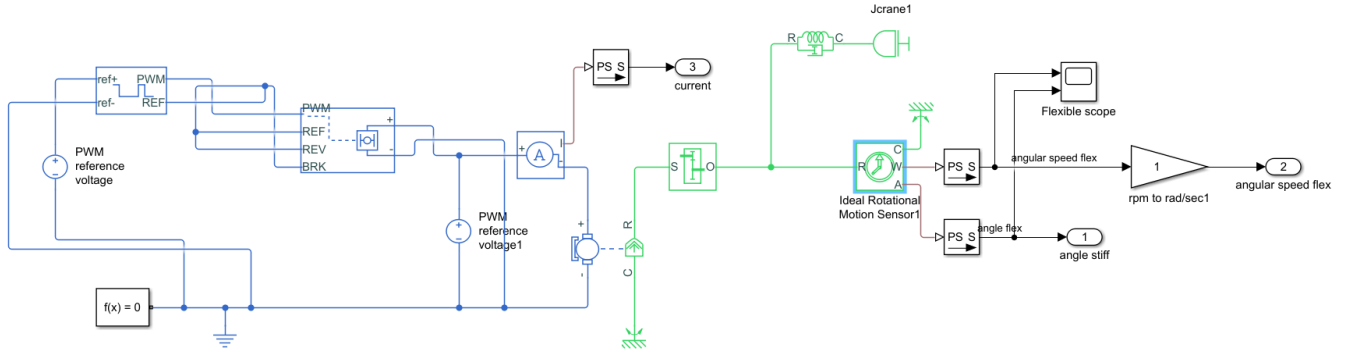 Jcrane1
R
C
PS S
3
current
ref+
PWM
ref-
REF
Flexible scope
PWM
+
REF
REV
-
BRK
PWM
reference
voltage
+
-
+
A
I
-
S
O
R
C
W
A
PS S
angular speed flex
1
rpm to rad/sec1
2
angular speed flex
Ideal Rotational
Motion Sensor1
PWM
reference
voltage1
+
-
+
-
R
C
PS S
angle flex
1
angle stiff
f(x) = 0